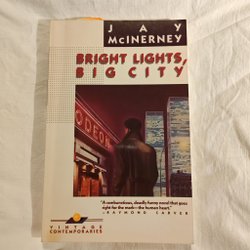 JAY
McINERNEY
BRIGHT LIGHTS,
BIG CITY
ODEON
"A rambunctious, deadly funny novel that goes
right for the mark—the human heart."
—RAYMOND CARVER
VINTAGE
CONTEMPORARIES